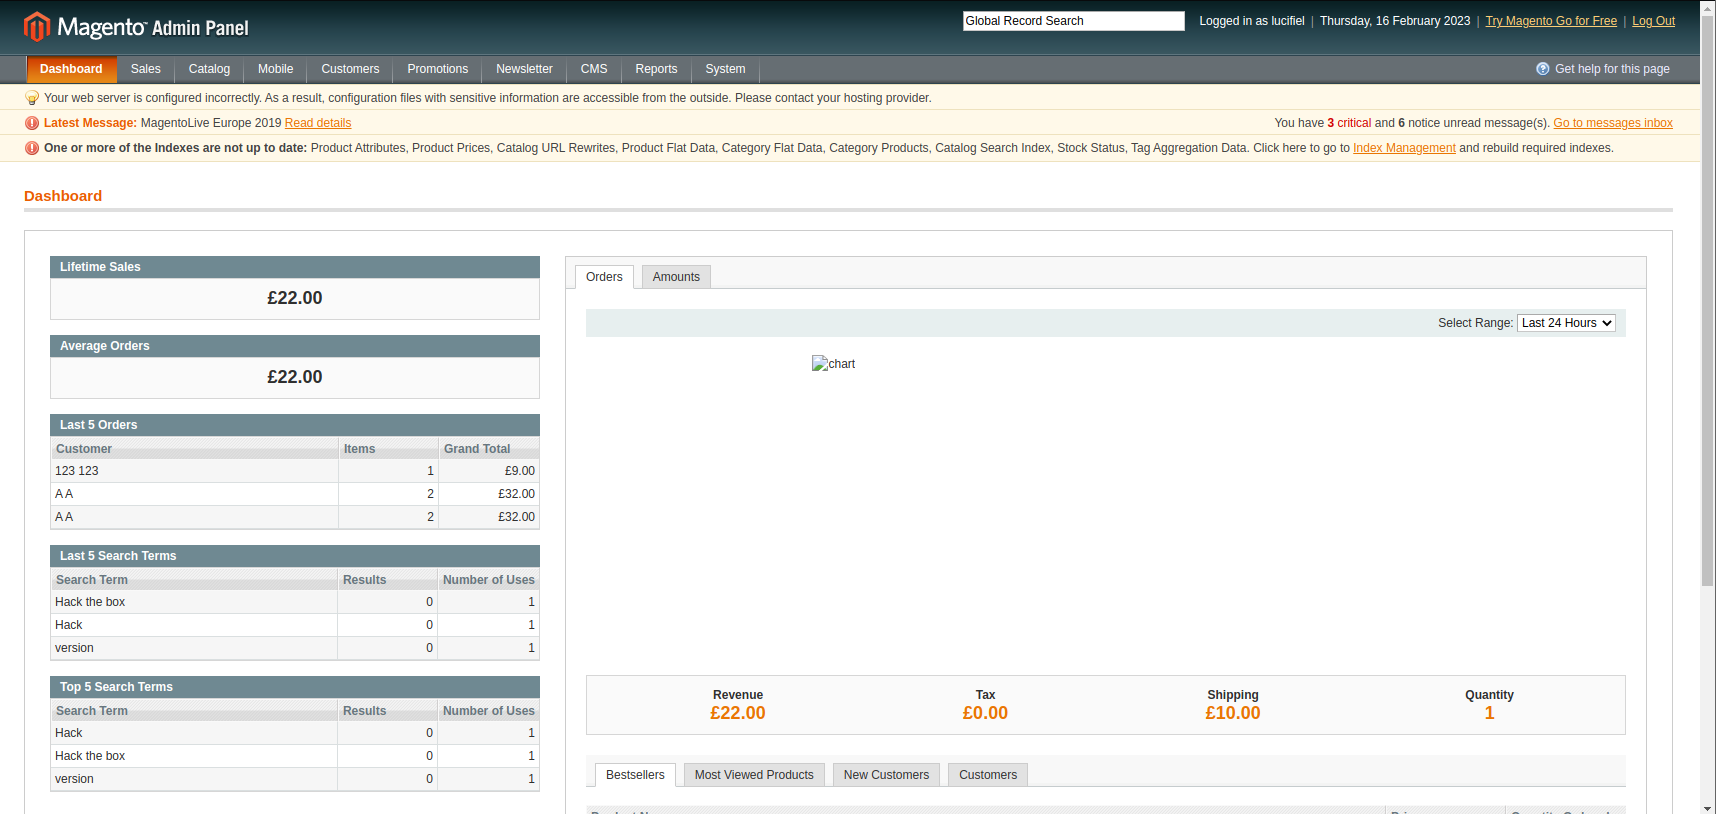 Magento™ Admin Panel
Global Record Search
Logged in as lucifiel | Thursday, 16 February 2023 | Try Magento Go for Free | Log Out
Dashboard Sales Catalog Mobile Customers Promotions Newsletter CMS Reports System
Get help for this page
Your web server is configured incorrectly. As a result, configuration files with sensitive information are accessible from the outside. Please contact your hosting provider.
Latest Message: MagentoLive Europe 2019 Read details
You have 3 critical and 6 notice unread message(s). Go to messages inbox
One or more of the Indexes are not up to date: Product Attributes, Product Prices, Catalog URL Rewrites, Product Flat Data, Category Flat Data, Category Products, Catalog Search Index, Stock Status, Tag Aggregation Data. Click here to go to Index Management and rebuild required indexes.
Dashboard
Lifetime Sales
£22.00
Average Orders
£22.00
Last 5 Orders
Customer Items Grand Total
123 123 1 £9.00
A A 2 £32.00
A A 2 £32.00
Last 5 Search Terms
Search Term Results Number of Uses
Hack the box 0 1
Hack 0 1
version 0 1
Top 5 Search Terms
Search Term Results Number of Uses
Hack 0 1
Hack the box 0 1
version 0 1
Orders Amounts
Select Range: Last 24 Hours
chart
Revenue Tax Shipping Quantity
£22.00 £0.00 £10.00 1
Bestsellers Most Viewed Products New Customers Customers